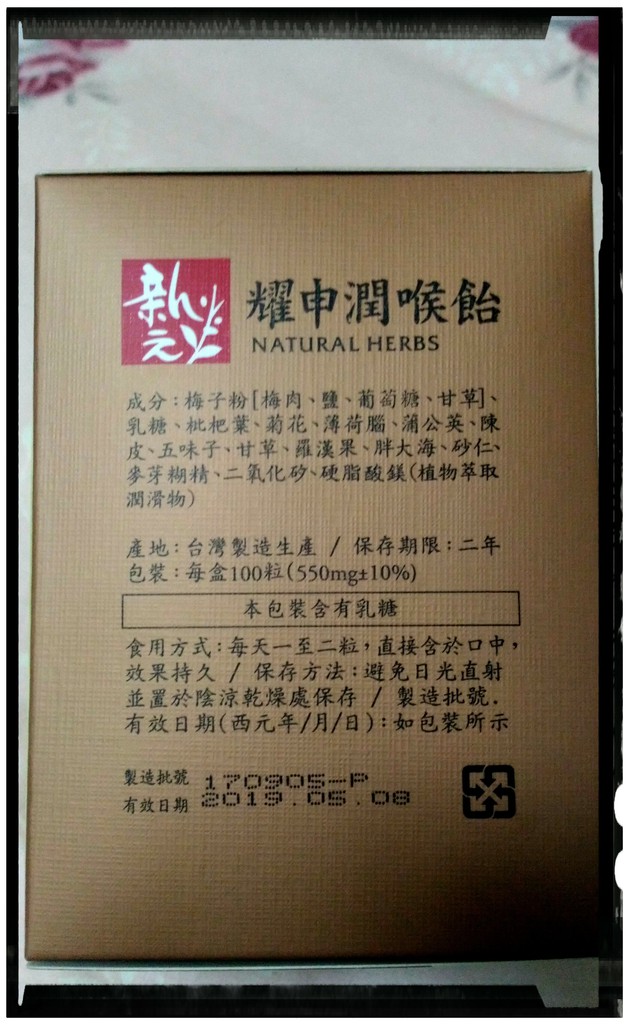 新元
耀申潤喉飴
NATURAL HERBS
成分:梅子粉[梅肉、鹽、葡萄糖、甘草]、
乳糖、枇杷葉、菊花、薄荷腦、蒲公英、陳
皮、五味子、甘草、羅漢果、胖大海、砂仁、
麥芽糊精、二氧化矽、硬脂酸鎂(植物萃取
潤滑物)
產地:台灣製造生產 / 保存期限:二年
包裝:每盒100粒(550mg±10%)
本包裝含有乳糖
食用方式:每天一至二粒,直接含於口中,
效果持久 / 保存方法:避免日光直射
並置於陰涼乾燥處保存 / 製造批號.
有效日期(西元年/月/日):如包裝所示
製造批號 170905-P
有效日期 2019.05.08